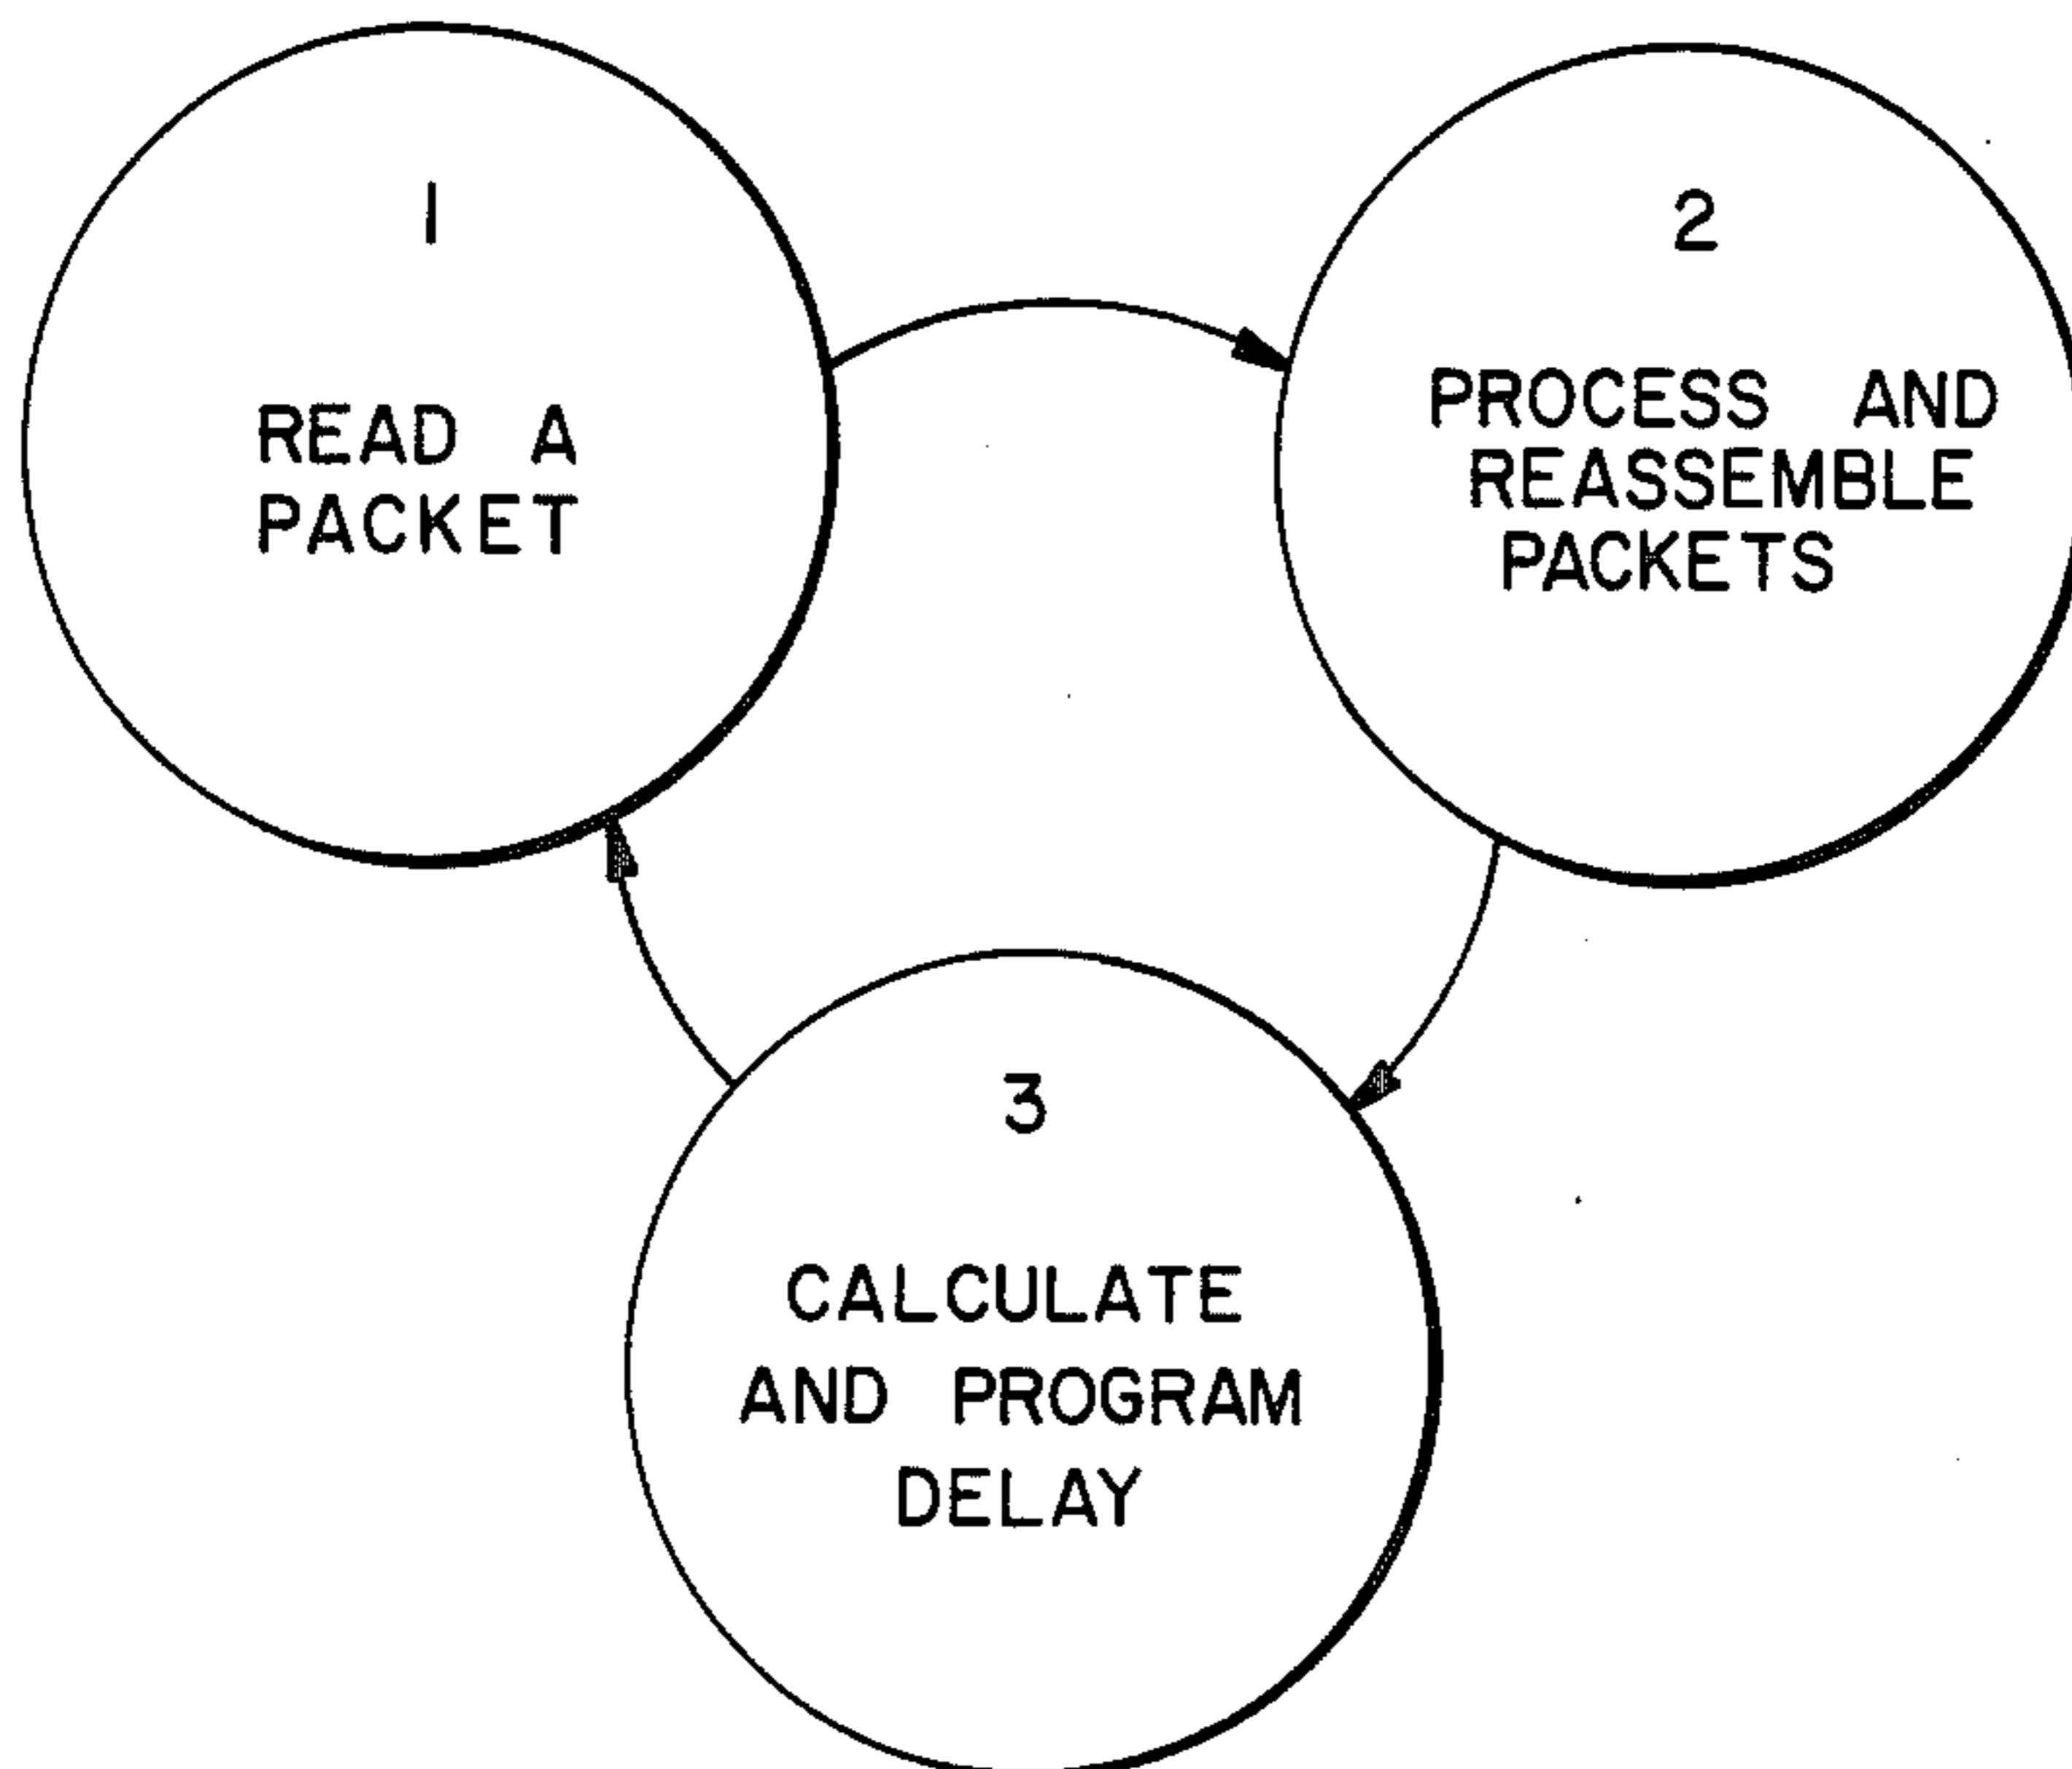 1
READ A
PACKET
2
PROCESS AND
REASSEMBLE
PACKETS
3
CALCULATE
AND PROGRAM
DELAY